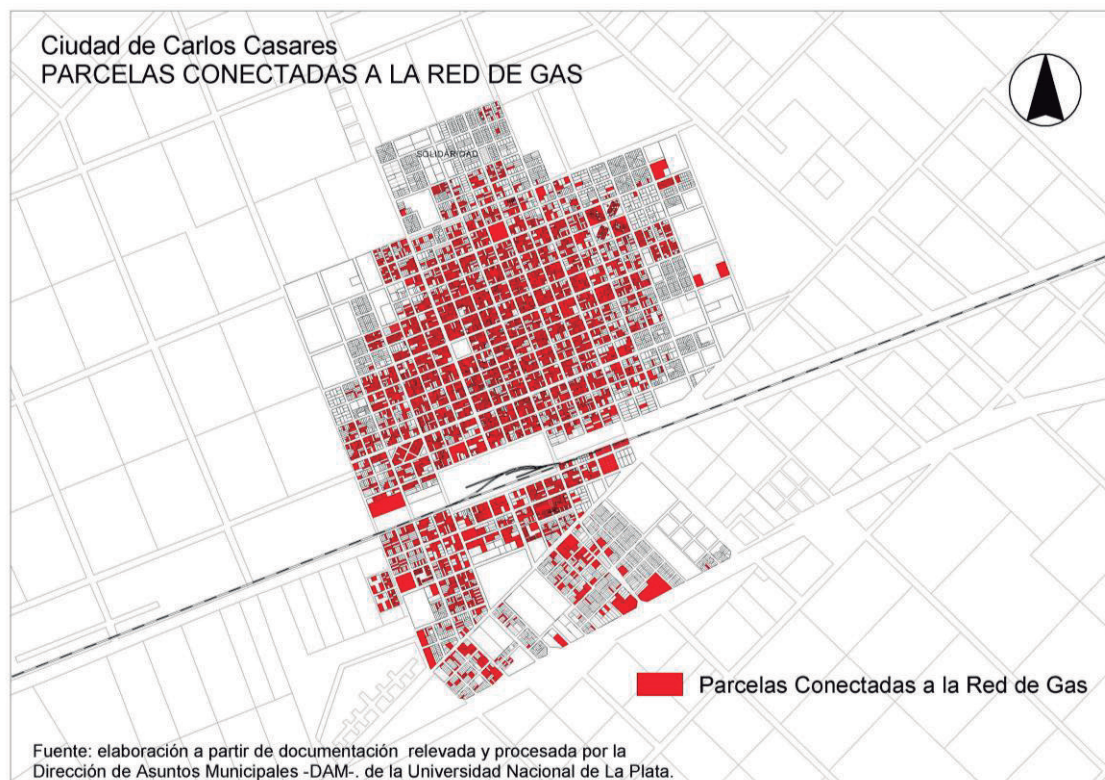 Ciudad de Carlos Casares
PARCELAS CONECTADAS A LA RED DE GAS
SOLIDARIDAD
Parcelas Conectadas a la Red de Gas
Fuente: elaboración a partir de documentación relevada y procesada por la
Dirección de Asuntos Municipales -DAM-. de la Universidad Nacional de La Plata.